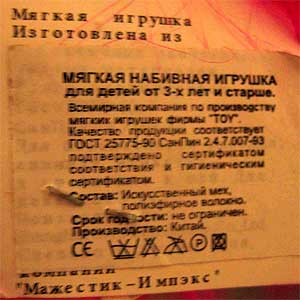 Мягкая игрушка
Изготовлена из
МЯГКАЯ НАБИВНАЯ ИГРУШКА
для детей от 3-х лет и старше.
Всемирная компания по производству
мягких игрушек фирмы "TOY".
Качество продукции соответствует
ГОСТ 25775-90 СанПин 2.4.7.007-93
подтверждено сертификатом
соответствия и гигиеническим
сертификатом.
Состав: Искусственный мех,
полиэфирное волокно.
Срок годности: не ограничен.
Производство: Китай.
CE
компании
"Мажестик-Импэкс"